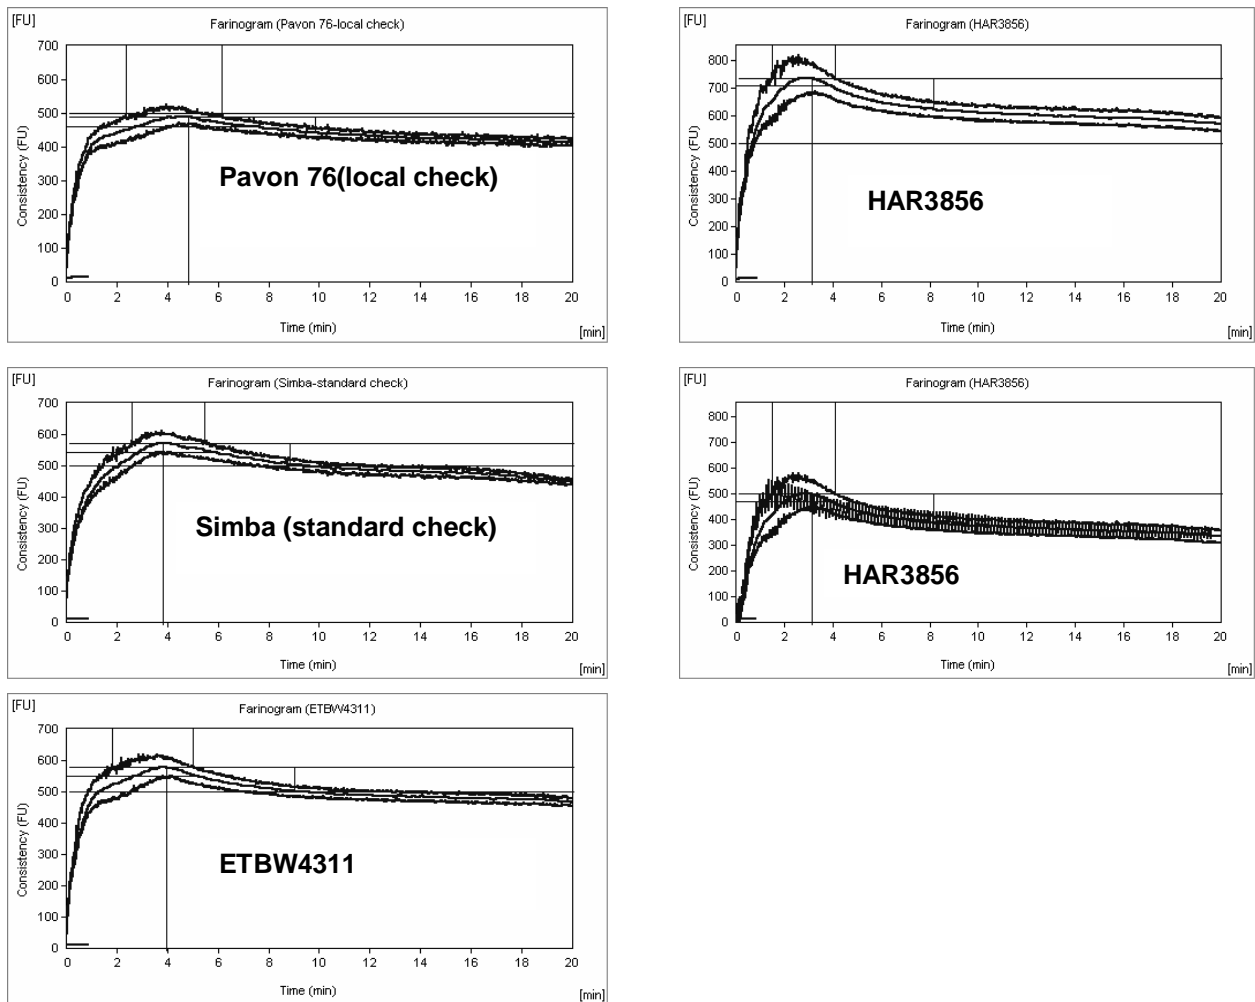 [FU]
Farinogram (Pavon 76-local check)
700
600
500
400
300
200
100
0
Consistency (FU)
Pavon 76(local check)
0 2 4 6 8 10 12 14 16 18 20
Time (min)
[min]
[FU]
Farinogram (HAR3856)
800
700
600
500
400
300
200
100
0
Consistency (FU)
HAR3856
0 2 4 6 8 10 12 14 16 18 20
Time (min)
[min]
[FU]
Farinogram (Simba-standard check)
700
600
500
400
300
200
100
0
Consistency (FU)
Simba (standard check)
0 2 4 6 8 10 12 14 16 18 20
Time (min)
[min]
[FU]
Farinogram (HAR3856)
800
700
600
500
400
300
200
100
0
Consistency (FU)
HAR3856
0 2 4 6 8 10 12 14 16 18 20
Time (min)
[min]
[FU]
Farinogram (ETBW4311)
700
600
500
400
300
200
100
0
Consistency (FU)
ETBW4311
0 2 4 6 8 10 12 14 16 18 20
Time (min)
[min]